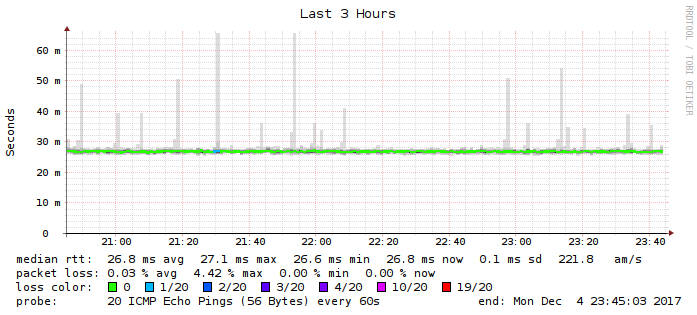 Last 3 Hours
RRDTOOL / TOBI OETIKER
Seconds
60 m
50 m
40 m
30 m
20 m
10 m
0
21:00 21:20 21:40 22:00 22:20 22:40 23:00 23:20 23:40
median rtt: 26.8 ms avg 27.1 ms max 26.6 ms min 26.8 ms now 0.1 ms sd 221.8 am/s
packet loss: 0.03 % avg 4.42 % max 0.00 % min 0.00 % now
loss color: 0 1/20 2/20 3/20 4/20 10/20 19/20
probe: 20 ICMP Echo Pings (56 Bytes) every 60s end: Mon Dec 4 23:45:03 2017